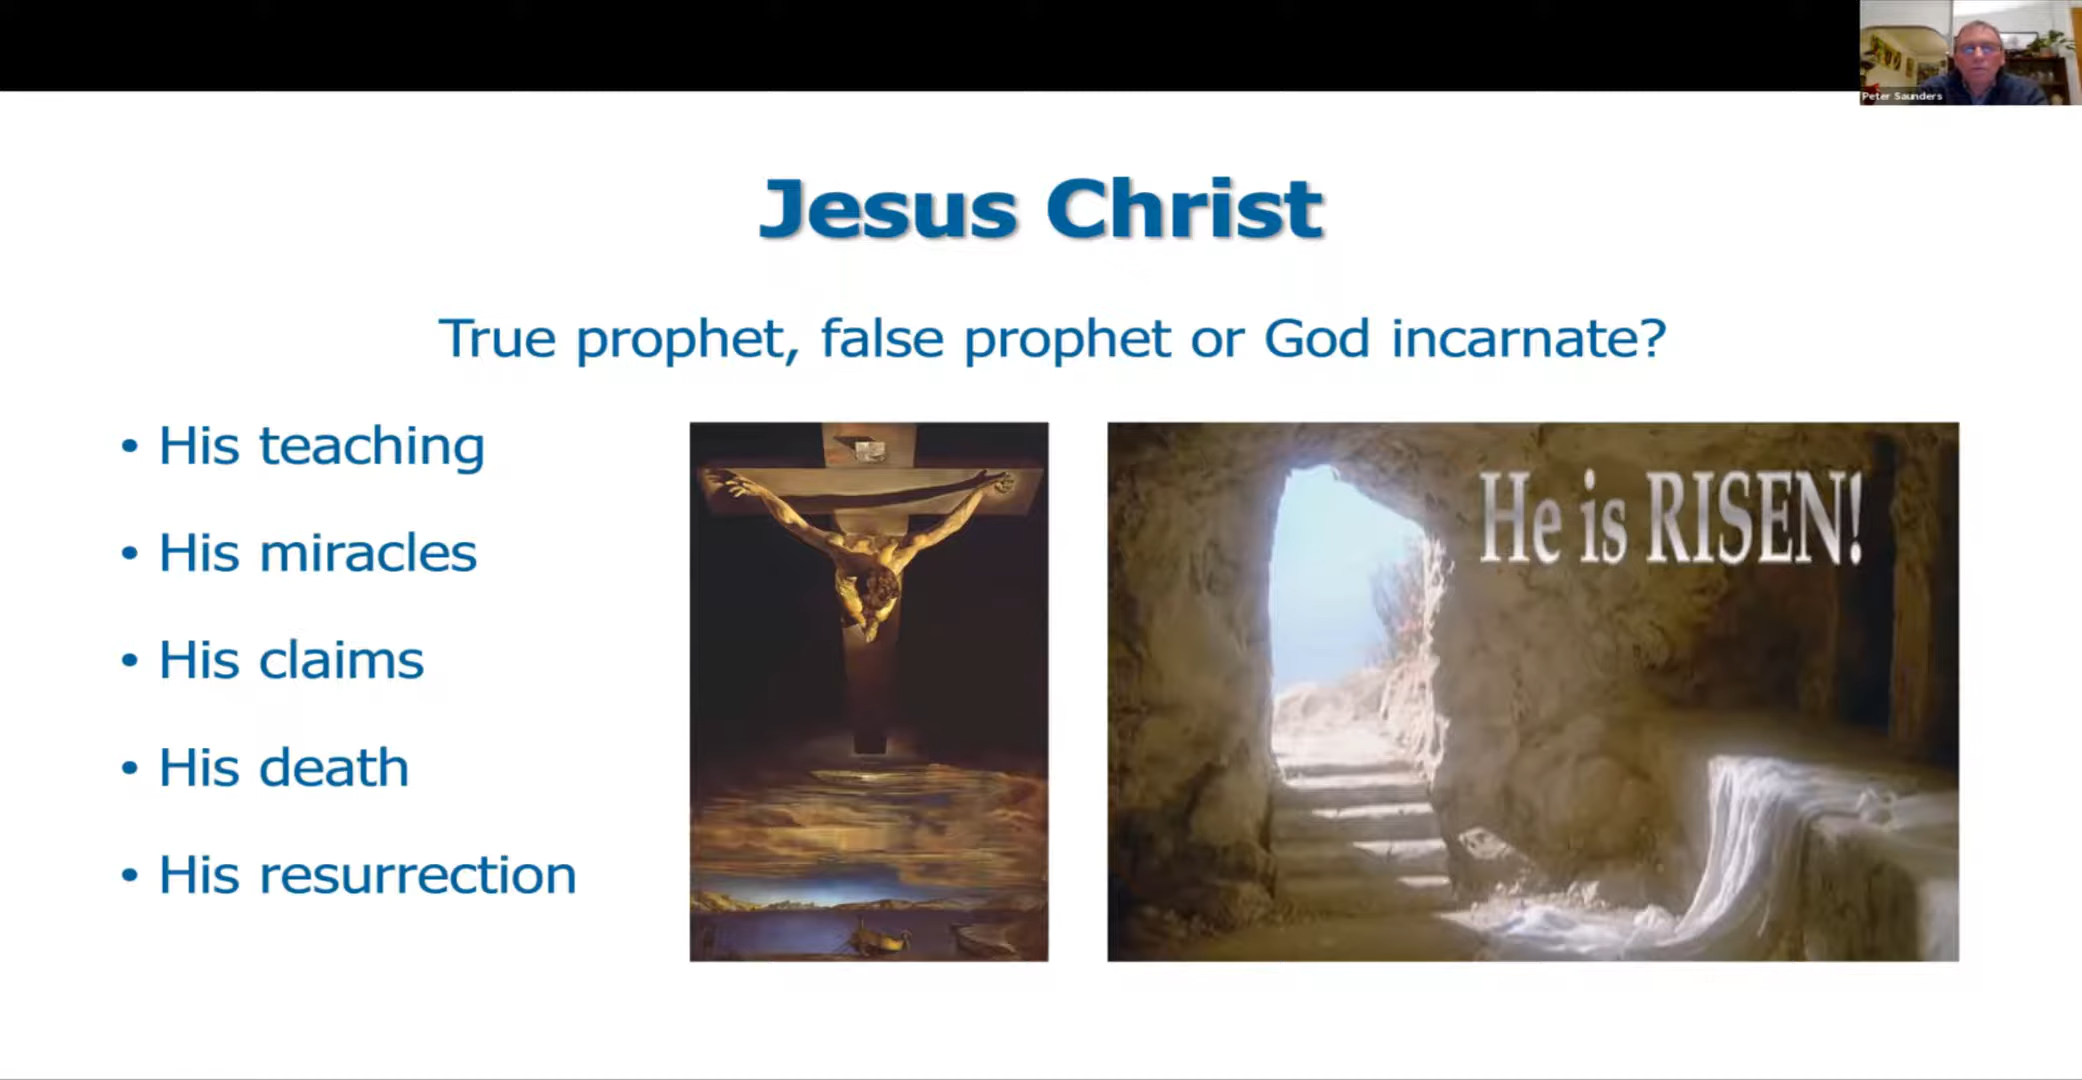 Peter Saunders
Jesus Christ
True prophet, false prophet or God incarnate?
• His teaching
• His miracles
• His claims
• His death
• His resurrection
He is RISEN!